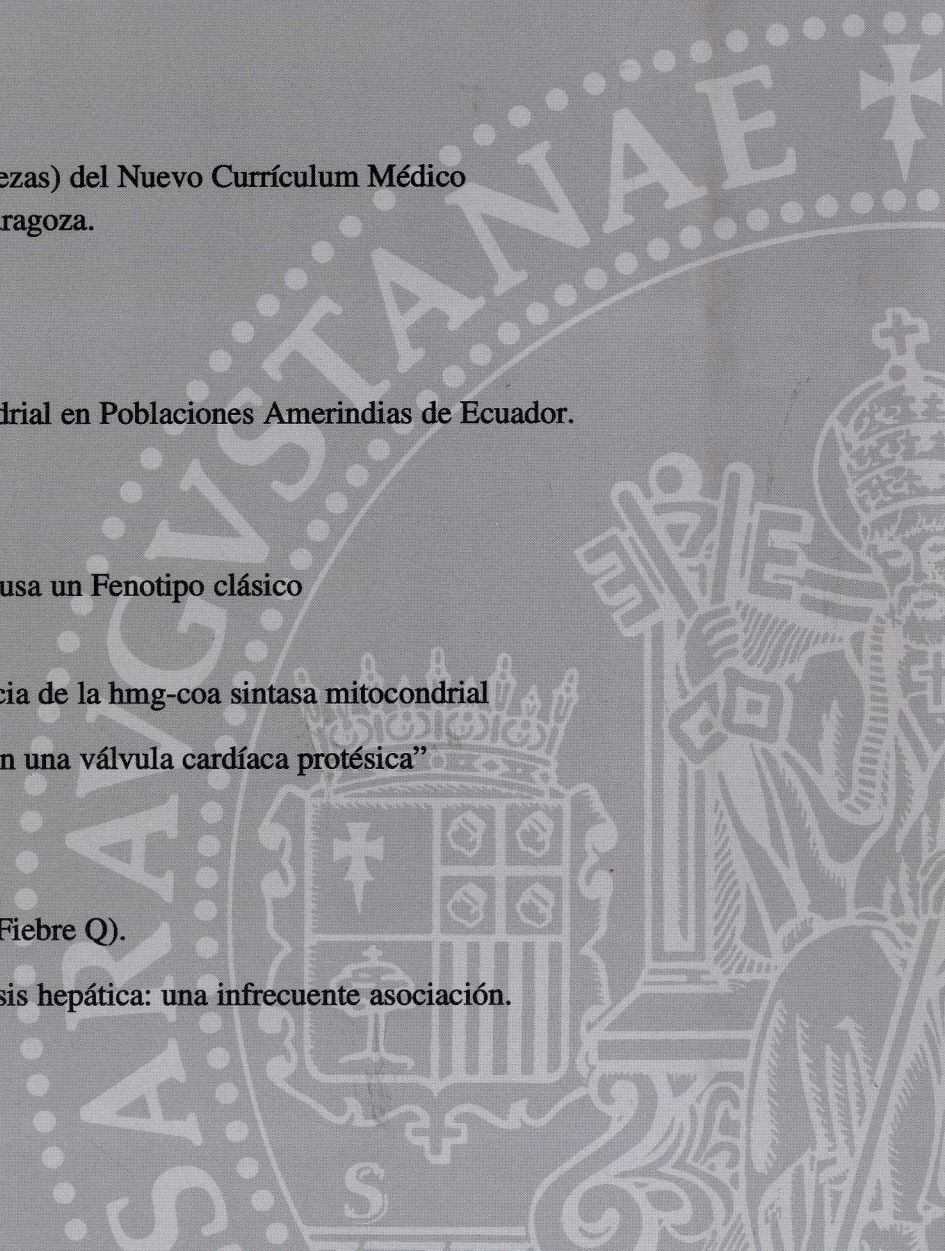 ezas) del Nuevo Currículum Médico
ragoza.
drial en Poblaciones Amerindias de Ecuador.
usa un Fenotipo clásico
cia de la hmg-coa sintasa mitocondrial
n una válvula cardíaca protésica”
Fiebre Q).
sis hepática: una infrecuente asociación.
S
SARAVGVSTANAE